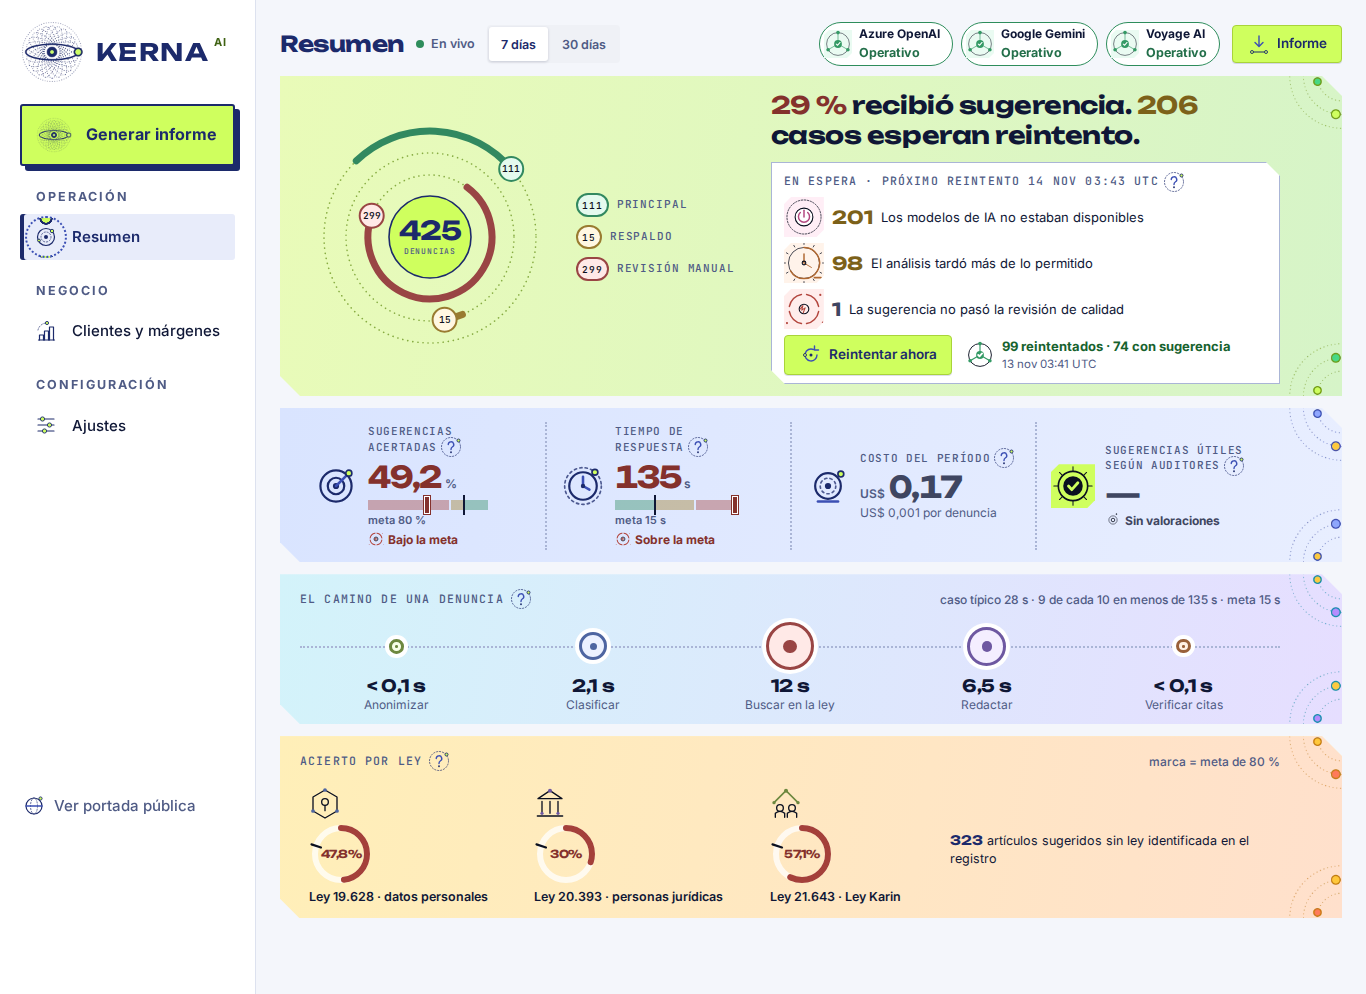 KERNA AI
Generar informe
OPERACIÓN
Resumen
NEGOCIO
Clientes y márgenes
CONFIGURACIÓN
Ajustes
Ver portada pública
Resumen
En vivo
7 días
30 días
Azure OpenAI
Operativo
Google Gemini
Operativo
Voyage AI
Operativo
Informe
111
299
425
DENUNCIAS
15
111 PRINCIPAL
15 RESPALDO
299 REVISIÓN MANUAL
29 % recibió sugerencia. 206
casos esperan reintento.
EN ESPERA · PRÓXIMO REINTENTO 14 NOV 03:43 UTC ?
201 Los modelos de IA no estaban disponibles
98 El análisis tardó más de lo permitido
1 La sugerencia no pasó la revisión de calidad
Reintentar ahora
99 reintentados · 74 con sugerencia
13 nov 03:41 UTC
SUGERENCIAS
ACERTADAS ?
49,2 %
meta 80 %
Bajo la meta
TIEMPO DE
RESPUESTA ?
135 s
meta 15 s
Sobre la meta
COSTO DEL PERÍODO ?
US$ 0,17
US$ 0,001 por denuncia
SUGERENCIAS ÚTILES
SEGÚN AUDITORES ?
—
Sin valoraciones
EL CAMINO DE UNA DENUNCIA ?
caso típico 28 s · 9 de cada 10 en menos de 135 s · meta 15 s
< 0,1 s
Anonimizar
2,1 s
Clasificar
12 s
Buscar en la ley
6,5 s
Redactar
< 0,1 s
Verificar citas
ACIERTO POR LEY ?
marca = meta de 80 %
47,8%
Ley 19.628 · datos personales
30%
Ley 20.393 · personas jurídicas
57,1%
Ley 21.643 · Ley Karin
323 artículos sugeridos sin ley identificada en el
registro